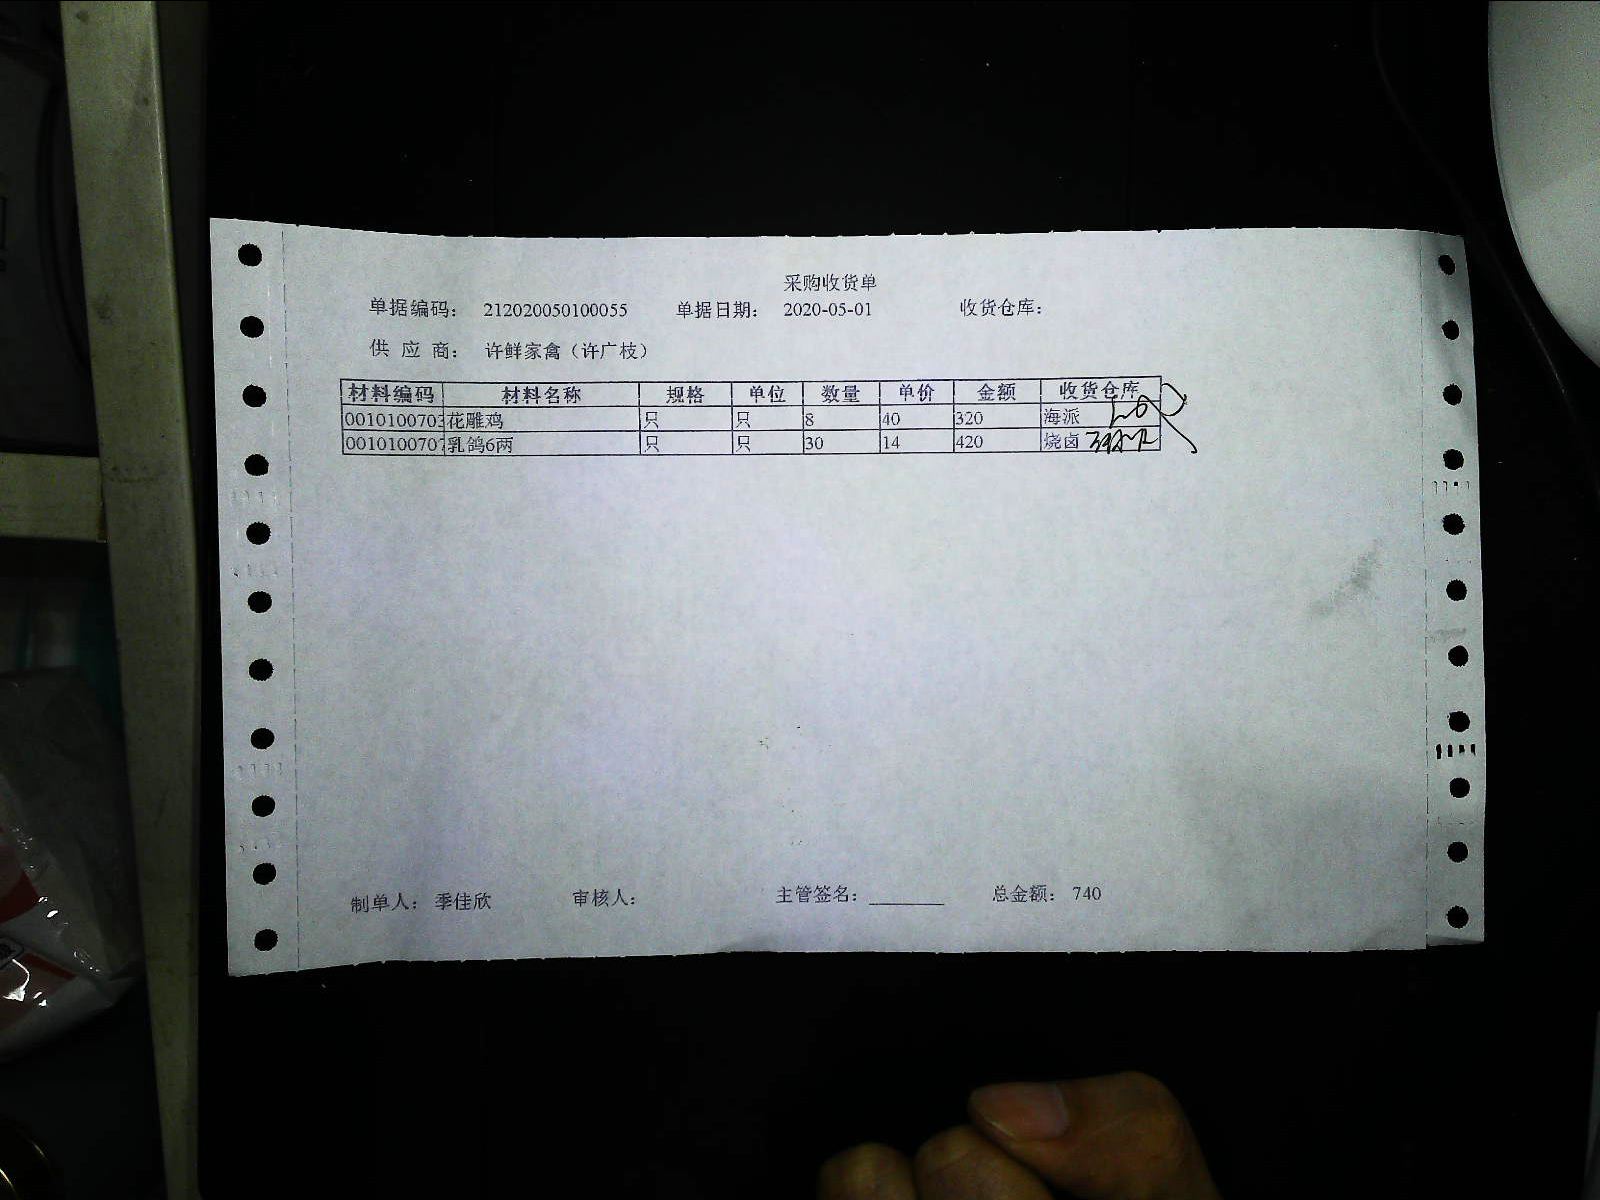 采购收货单
单据编码： 212020050100055 单据日期： 2020-05-01 收货仓库：
供 应 商： 许鲜家禽（许广枝）
材料编码 材料名称 规格 单位 数量 单价 金额 收货仓库
0010100703 花雕鸡 只 只 8 40 320 海派
0010100707 乳鸽6两 只 只 30 14 420 烧卤
制单人： 季佳欣 审核人： 主管签名：________ 总金额： 740